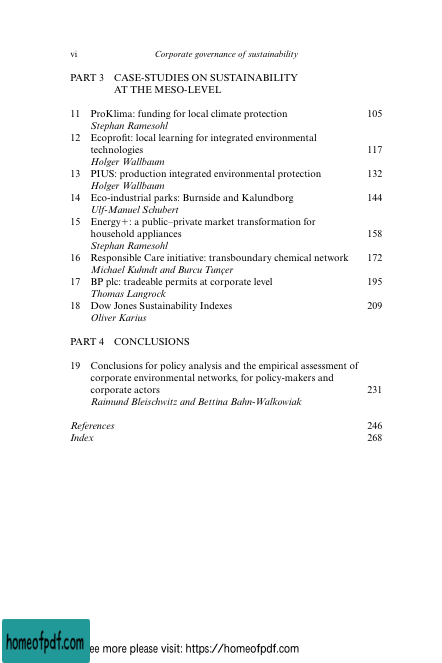 vi Corporate governance of sustainability
PART 3 CASE-STUDIES ON SUSTAINABILITY
AT THE MESO-LEVEL
11 ProKlima: funding for local climate protection 105
Stephan Ramesohl
12 Ecoprofit: local learning for integrated environmental
technologies 117
Holger Wallbaum
13 PIUS: production integrated environmental protection 132
Holger Wallbaum
14 Eco-industrial parks: Burnside and Kalundborg 144
Ulf-Manuel Schubert
15 Energy+: a public–private market transformation for
household appliances 158
Stephan Ramesohl
16 Responsible Care initiative: transboundary chemical network 172
Michael Kuhndt and Burcu Tunçer
17 BP plc: tradeable permits at corporate level 195
Thomas Langrock
18 Dow Jones Sustainability Indexes 209
Oliver Karius
PART 4 CONCLUSIONS
19 Conclusions for policy analysis and the empirical assessment of
corporate environmental networks, for policy-makers and
corporate actors 231
Raimund Bleischwitz and Bettina Bahn-Walkowiak
References 246
Index 268
homeofpdf.com
ee more please visit: https://homeofpdf.com